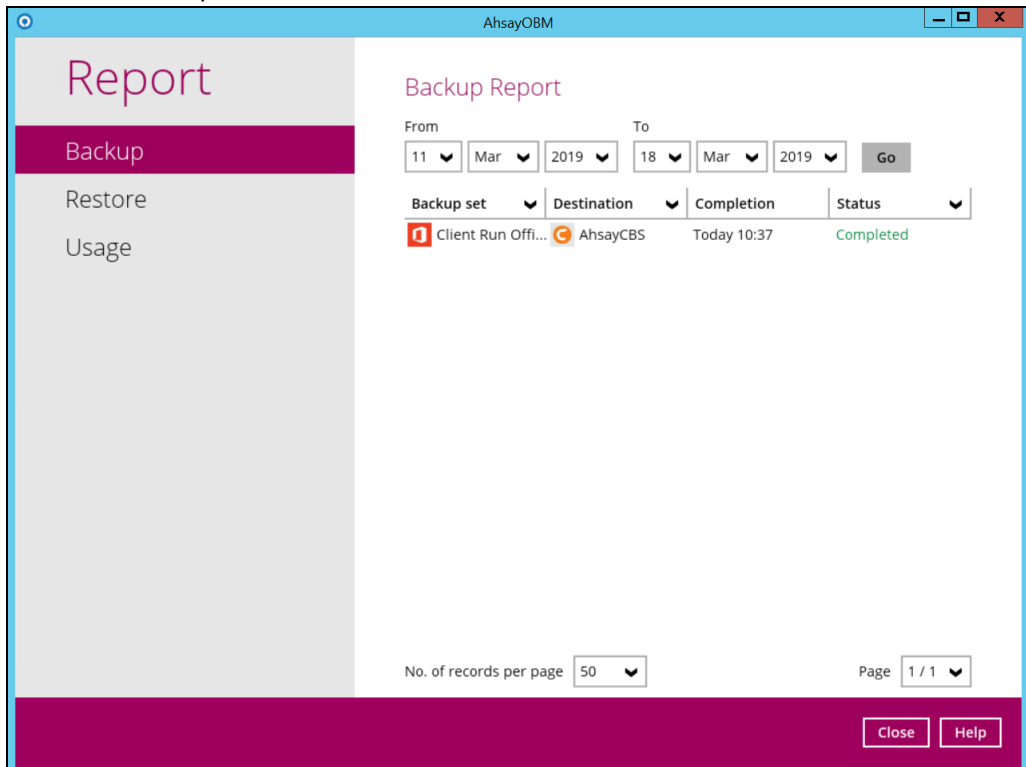 AhsayOBM
Report
Backup
Restore
Usage
Backup Report
From To
11 Mar 2019 18 Mar 2019 Go
Backup set Destination Completion Status
Client Run Offi... AhsayCBS Today 10:37 Completed
No. of records per page 50 Page 1 / 1
Close Help